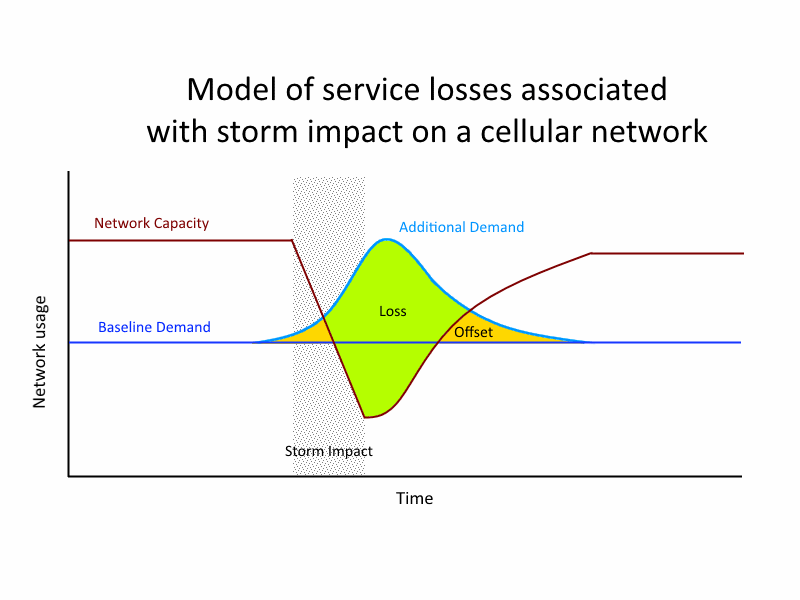 Model of service losses associated
with storm impact on a cellular network
Network Capacity
Additional Demand
Loss
Baseline Demand
Offset
Network usage
Storm Impact
Time